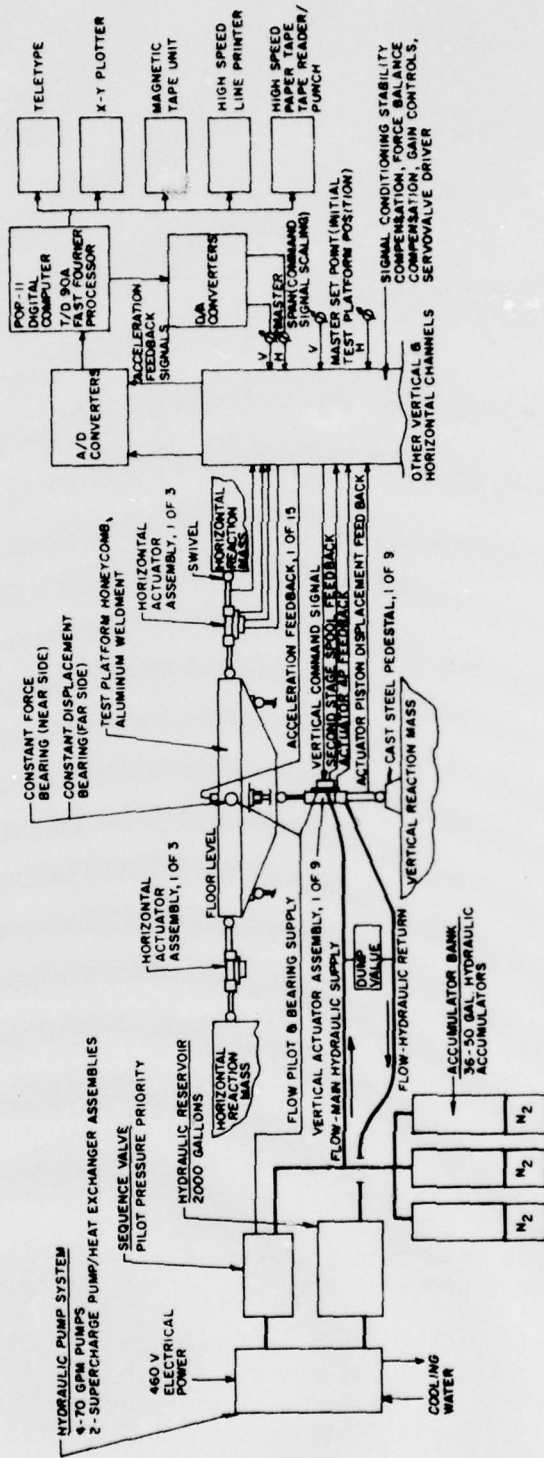 HYDRAULIC PUMP SYSTEM
4-70 GPM PUMPS
2-SUPERCHARGE PUMP/HEAT EXCHANGER ASSEMBLIES
SEQUENCE VALVE
PILOT PRESSURE PRIORITY
HYDRAULIC RESERVOIR
2000 GALLONS
460 V
ELECTRICAL
POWER
COOLING
WATER
N2
N2
N2
ACCUMULATOR BANK
36-50 GAL. HYDRAULIC
ACCUMULATORS
FLOW PILOT & BEARING SUPPLY
VERTICAL ACTUATOR ASSEMBLY, 1 OF 9
FLOW-MAIN HYDRAULIC SUPPLY
DUMP
VALUE
FLOW-HYDRAULIC RETURN
HORIZONTAL
REACTION
MASS
HORIZONTAL
ACTUATOR
ASSEMBLY, 1 OF 3
FLOOR LEVEL
CONSTANT FORCE
BEARING (NEAR SIDE)
CONSTANT DISPLACEMENT
BEARING (FAR SIDE)
TEST PLATFORM HONEYCOMB,
ALUMINUM WELDMENT
HORIZONTAL
ACTUATOR
ASSEMBLY, 1 OF 3
SWIVEL
HORIZONTAL
REACTION
MASS
ACCELERATION FEEDBACK, 1 OF 15
VERTICAL COMMAND SIGNAL
SECOND STAGE SPOOL FEEDBACK
ACTUATOR ΔP FEEDBACK
ACTUATOR PISTON DISPLACEMENT FEED BACK
CAST STEEL PEDESTAL, 1 OF 9
VERTICAL REACTION MASS
A/D
CONVERTERS
ACCELERATION
FEEDBACK
SIGNALS
POP-11
DIGITAL
COMPUTER
T/D 90A
FAST FOURIER
PROCESSOR
D/A
CONVERTERS
TELETYPE
X-Y PLOTTER
MAGNETIC
TAPE UNIT
HIGH SPEED
LINE PRINTER
HIGH SPEED
PAPER TAPE
TAPE READER/
PUNCH
V
H
MASTER
SPAN (COMMAND
SIGNAL SCALING)
V
MASTER SET POINT (INITIAL
TEST PLATFORM POSITION)
H
SIGNAL CONDITIONING STABILITY
COMPENSATION, FORCE BALANCE
COMPENSATION, GAIN CONTROLS,
SERVOVALVE DRIVER
OTHER VERTICAL &
HORIZONTAL CHANNELS